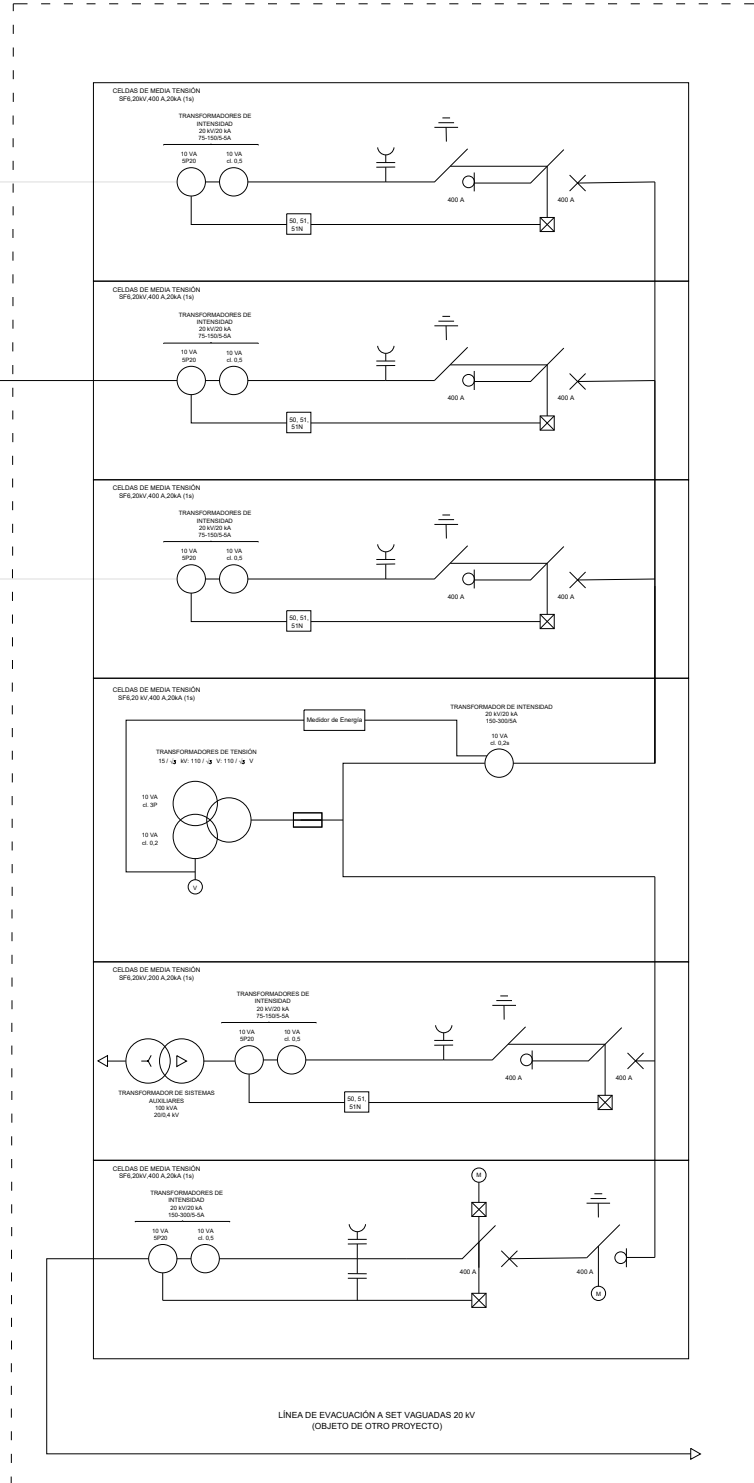 CELDAS DE MEDIA TENSIÓN
SF6,20kV,400 A,20kA (1s)
TRANSFORMADORES DE
INTENSIDAD
20 kV/20 kA
75-150/5-5A
10 VA
5P20
10 VA
cl. 0,5
50, 51,
51N
400 A
400 A
CELDAS DE MEDIA TENSIÓN
SF6,20kV,400 A,20kA (1s)
TRANSFORMADORES DE
INTENSIDAD
20 kV/20 kA
75-150/5-5A
10 VA
5P20
10 VA
cl. 0,5
50, 51,
51N
400 A
400 A
CELDAS DE MEDIA TENSIÓN
SF6,20kV,400 A,20kA (1s)
TRANSFORMADORES DE
INTENSIDAD
20 kV/20 kA
75-150/5-5A
10 VA
5P20
10 VA
cl. 0,5
50, 51,
51N
400 A
400 A
CELDAS DE MEDIA TENSIÓN
SF6,20 kV,400 A,20kA (1s)
Medidor de Energía
TRANSFORMADOR DE INTENSIDAD
20 kV/20 kA
150-300/5A
10 VA
cl. 0,2s
TRANSFORMADORES DE TENSIÓN
15 / √3 kV: 110 / √3 V: 110 / √3 V
10 VA
cl. 3P
10 VA
cl. 0,2
V
CELDAS DE MEDIA TENSIÓN
SF6,20kV,200 A,20kA (1s)
TRANSFORMADORES DE
INTENSIDAD
20 kV/20 kA
75-150/5-5A
10 VA
5P20
10 VA
cl. 0,5
TRANSFORMADOR DE SISTEMAS
AUXILIARES
100 kVA
20/0,4 kV
50, 51,
51N
400 A
400 A
CELDAS DE MEDIA TENSIÓN
SF6,20kV,400 A,20kA (1s)
TRANSFORMADORES DE
INTENSIDAD
20 kV/20 kA
150-300/5-5A
10 VA
5P20
10 VA
cl. 0,5
M
400 A
400 A
M
LÍNEA DE EVACUACIÓN A SET VAGUADAS 20 kV
(OBJETO DE OTRO PROYECTO)